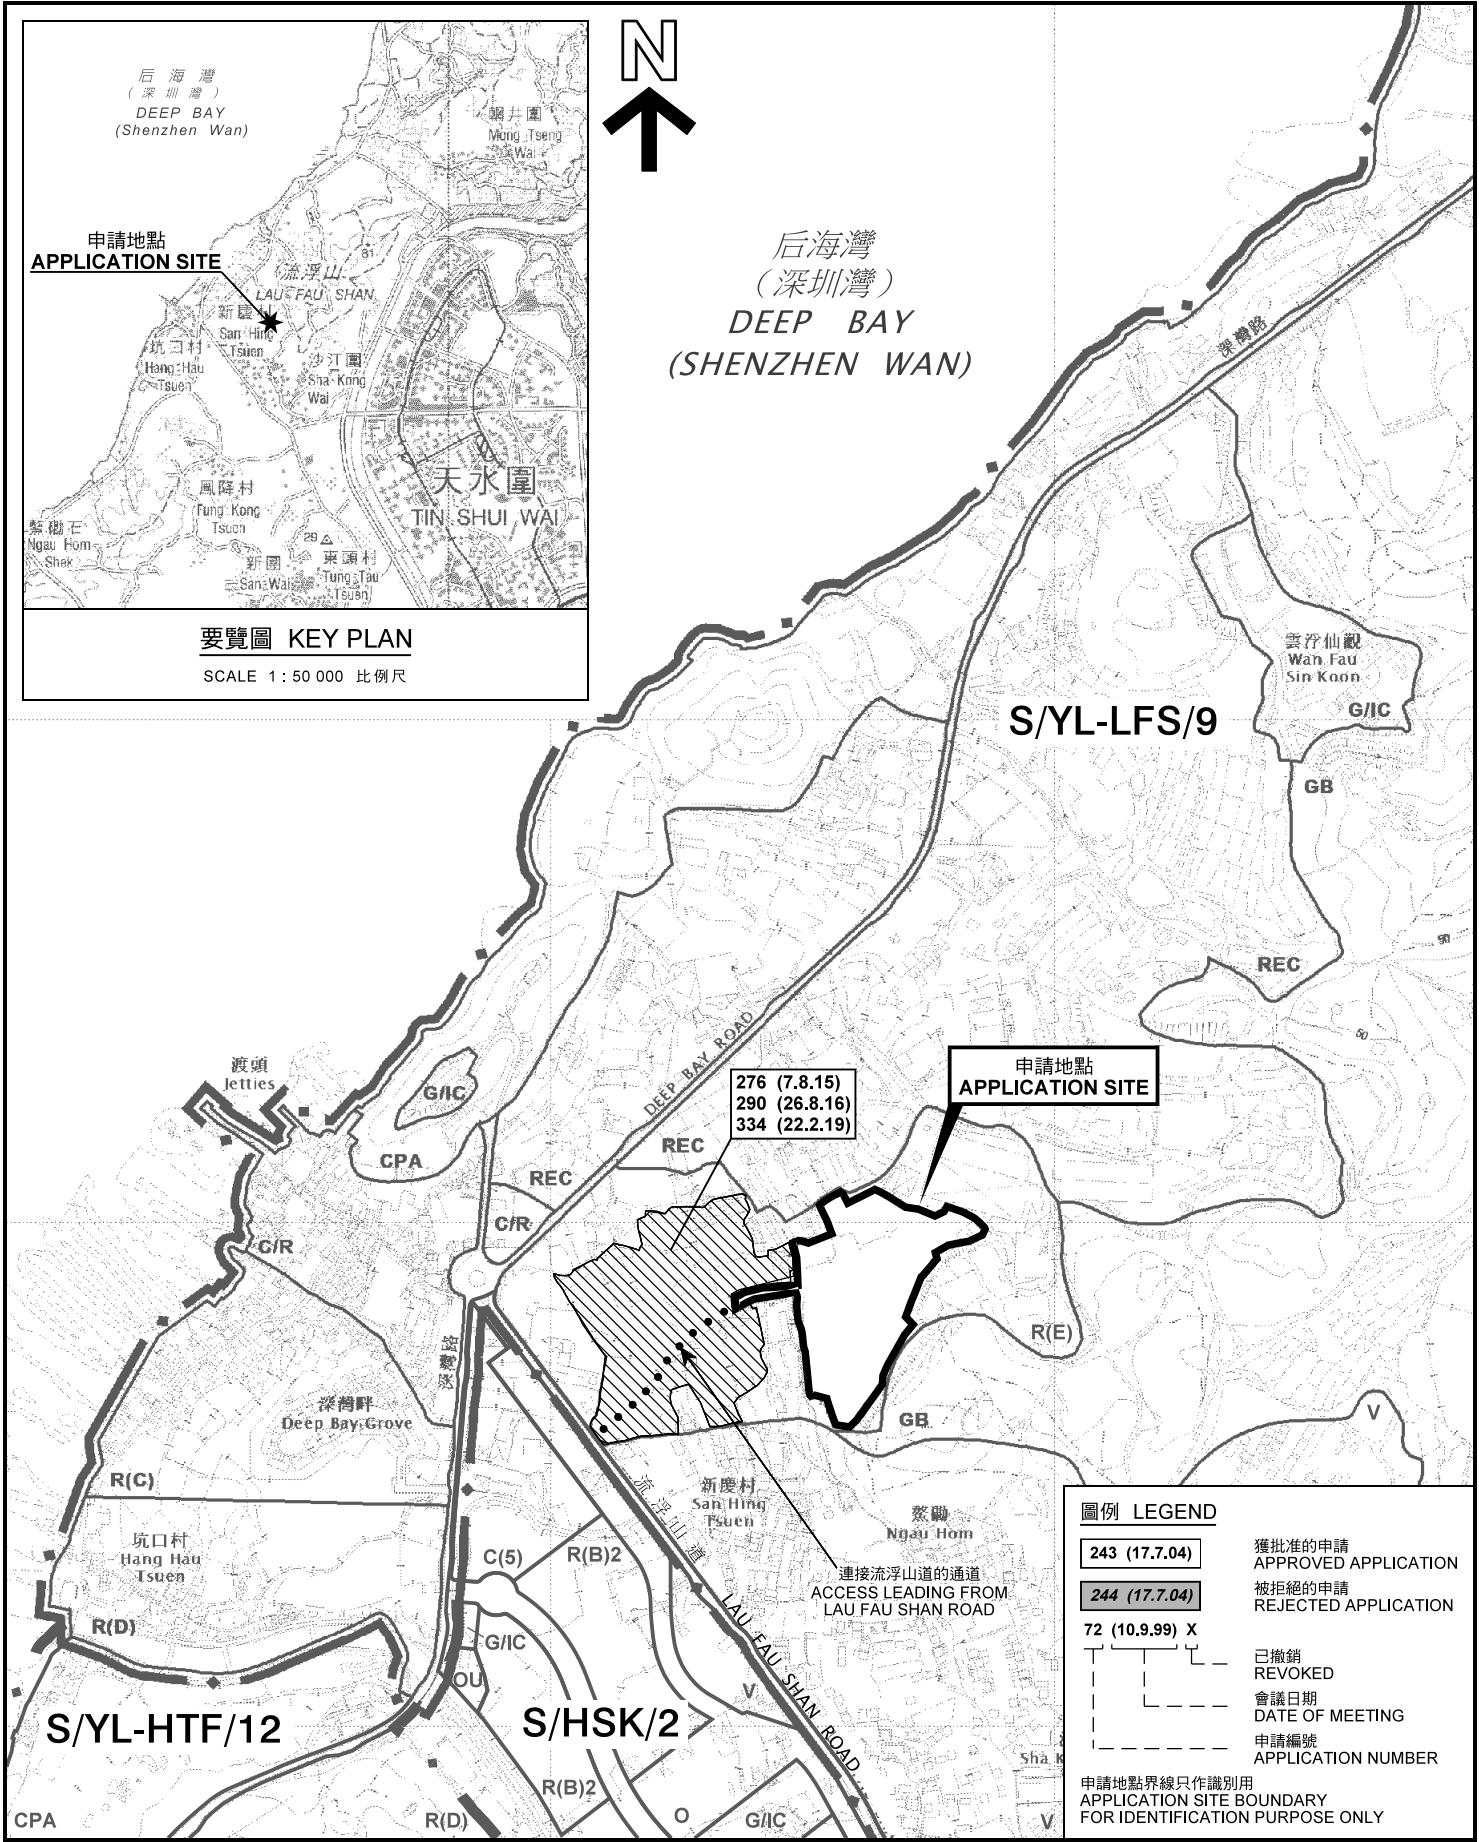 后海灣
(深圳灣)
DEEP BAY
(Shenzhen Wan)
輞井圍
Mong Tseng
Wai
申請地點
APPLICATION SITE
流浮山
LAU FAU SHAN
81
新慶村
San Hing
Tsuen
坑口村
Hang Hau
Tsuen
沙江圍
Sha Kong
Wai
天水圍
TIN SHUI WAI
鳳降村
Fung Kong
Tsuen
鰲磡石
Ngau Hom
Shek
29
新圍
San Wai
東頭村
Tung Tau
Tsuen
要覽圖 KEY PLAN
SCALE 1 : 50 000 比例尺
N
后海灣
(深圳灣)
DEEP BAY
(SHENZHEN WAN)
深灣路
雲浮仙觀
Wan Fau
Sin Koon
G/IC
S/YL-LFS/9
GB
REC
50
50
渡頭
Jetties
G/IC
CPA
DEEP BAY ROAD
276 (7.8.15)
290 (26.8.16)
334 (22.2.19)
申請地點
APPLICATION SITE
REC
REC
C/R
C/R
R(E)
深灣路
深灣畔
Deep Bay Grove
GB
V
R(C)
流浮山道
新慶村
San Hing
Tsuen
鰲磡
Ngau Hom
坑口村
Hang Hau
Tsuen
C(5)
R(B)2
連接流浮山道的通道
ACCESS LEADING FROM
LAU FAU SHAN ROAD
LAU FAU SHAN ROAD
R(D)
G/IC
OU
V
S/YL-HTF/12
S/HSK/2
Sha K
R(B)2
CPA
R(D)
O
G/IC
V
圖例 LEGEND
243 (17.7.04)
獲批准的申請
APPROVED APPLICATION
244 (17.7.04)
被拒絕的申請
REJECTED APPLICATION
72 (10.9.99) X
已撤銷
REVOKED
會議日期
DATE OF MEETING
申請編號
APPLICATION NUMBER
申請地點界線只作識別用
APPLICATION SITE BOUNDARY
FOR IDENTIFICATION PURPOSE ONLY